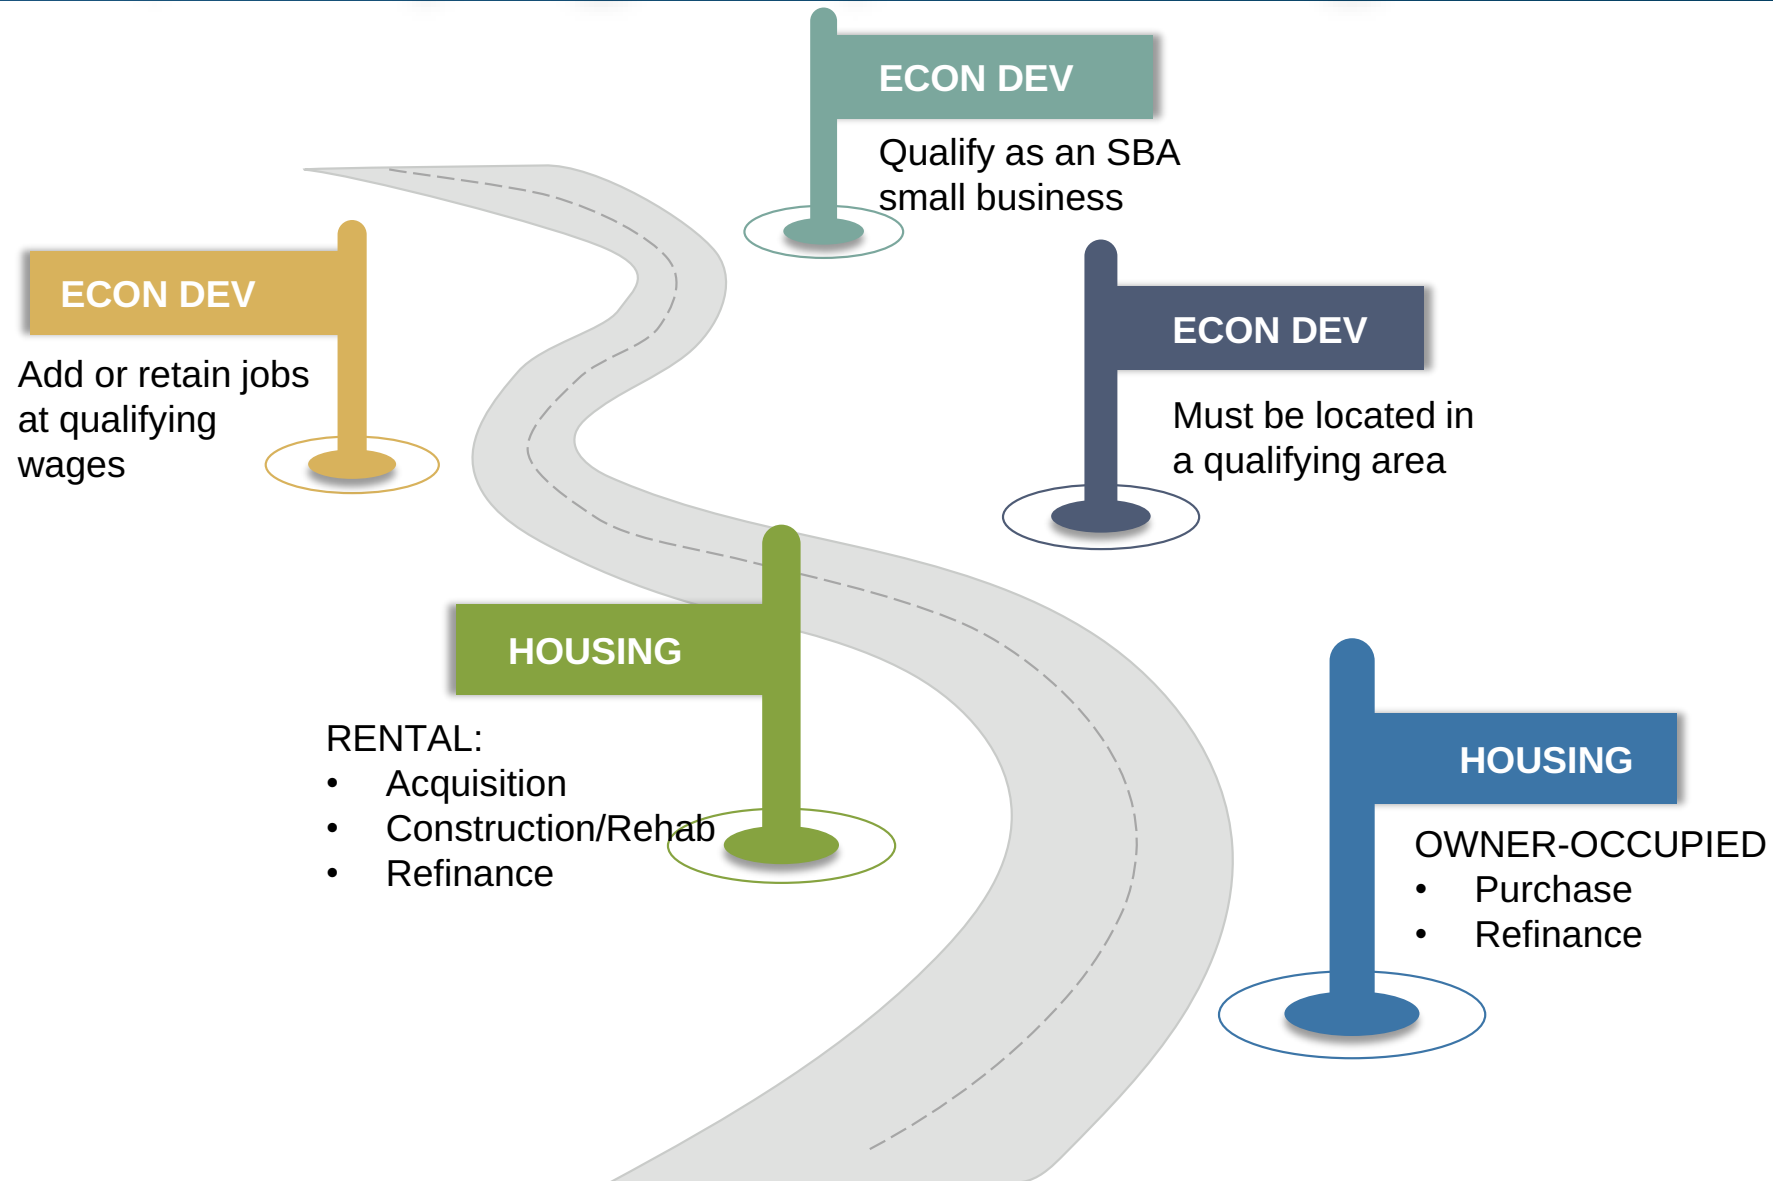 ECON DEV
Qualify as an SBA
small business
ECON DEV
Add or retain jobs
at qualifying
wages
ECON DEV
Must be located in
a qualifying area
HOUSING
RENTAL:
• Acquisition
• Construction/Rehab
• Refinance
HOUSING
OWNER-OCCUPIED
• Purchase
• Refinance